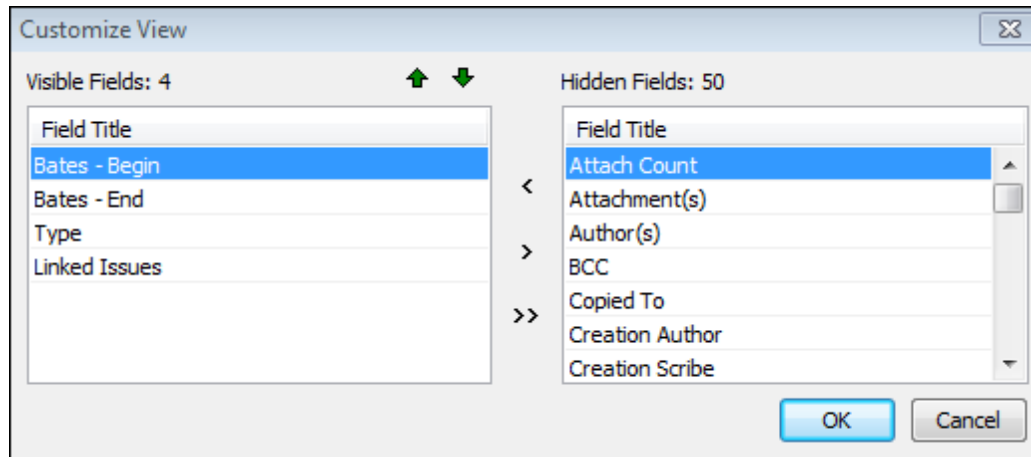 Customize View
Visible Fields: 4
Field Title
Bates - Begin
Bates - End
Type
Linked Issues
<
>
>>
Hidden Fields: 50
Field Title
Attach Count
Attachment(s)
Author(s)
BCC
Copied To
Creation Author
Creation Scribe
OK
Cancel